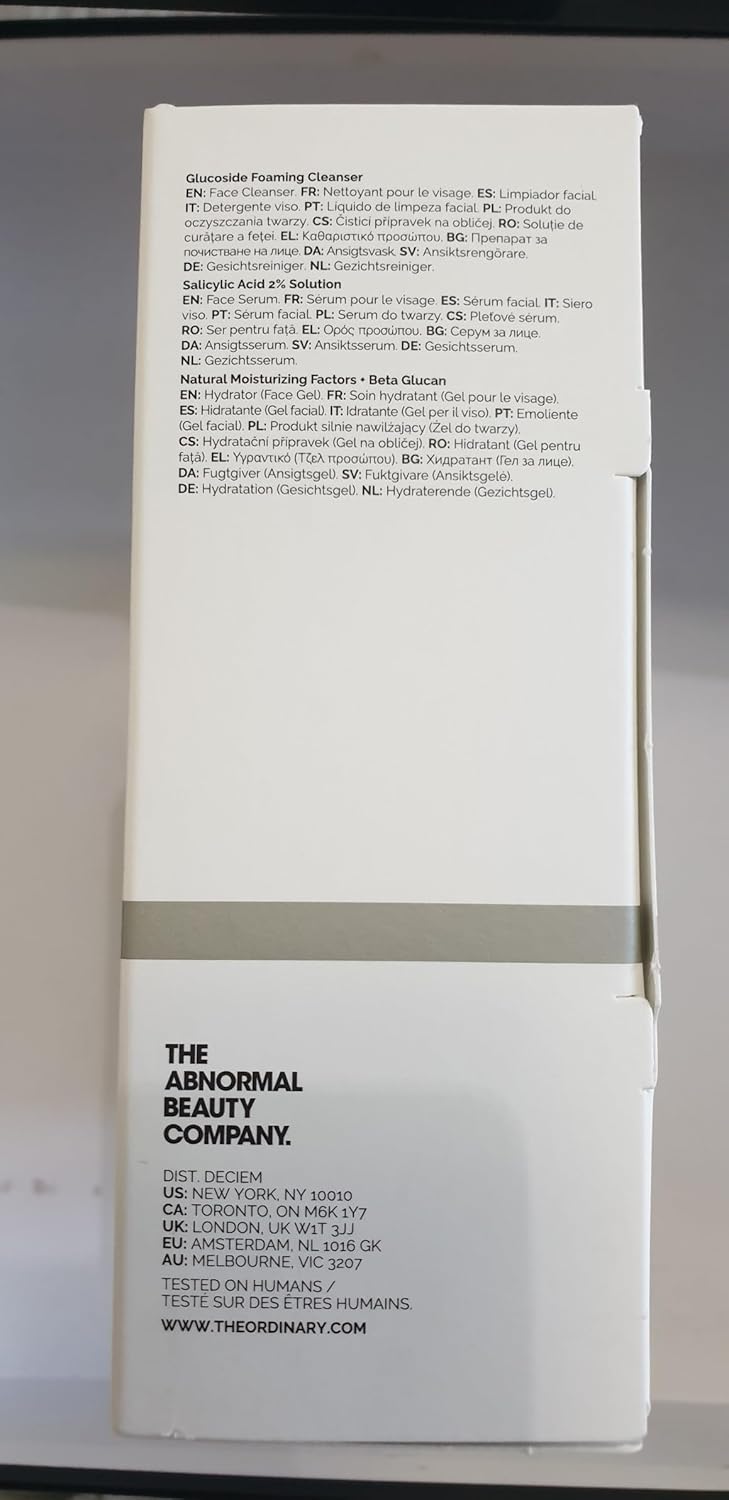 Glucoside Foaming Cleanser
EN: Face Cleanser. FR: Nettoyant pour le visage. ES: Limpiador facial.
IT: Detergente viso. PT: Líquido de limpeza facial. PL: Produkt do
oczyszczania twarzy. CS: Čisticí přípravek na obličej. RO: Soluție de
curățare a feței. EL: Καθαριστικό προσώπου. BG: Препарат за
почистване на лице. DA: Ansigtsvask. SV: Ansiktsrengörare.
DE: Gesichtsreiniger. NL: Gezichtsreiniger.
Salicylic Acid 2% Solution
EN: Face Serum. FR: Sérum pour le visage. ES: Sérum facial. IT: Siero
viso. PT: Sérum facial. PL: Serum do twarzy. CS: Pleťové sérum.
RO: Ser pentru față. EL: Ορός προσώπου. BG: Серум за лице.
DA: Ansigtsserum. SV: Ansiktsserum. DE: Gesichtsserum.
NL: Gezichtsserum.
Natural Moisturizing Factors + Beta Glucan
EN: Hydrator (Face Gel). FR: Soin hydratant (Gel pour le visage).
ES: Hidratante (Gel facial). IT: Idratante (Gel per il viso). PT: Emoliente
(Gel facial). PL: Produkt silnie nawilżający (Żel do twarzy).
CS: Hydratační přípravek (Gel na obličej). RO: Hidratant (Gel pentru
față). EL: Υγραντικό (Τζελ προσώπου). BG: Хидратант (Гел за лице).
DA: Fugtgiver (Ansigtsgel). SV: Fuktgivare (Ansiktsgelé).
DE: Hydratation (Gesichtsgel). NL: Hydraterende (Gezichtsgel).
THE
ABNORMAL
BEAUTY
COMPANY.
DIST. DECIEM
US: NEW YORK, NY 10010
CA: TORONTO, ON M6K 1Y7
UK: LONDON, UK W1T 3JJ
EU: AMSTERDAM, NL 1016 GK
AU: MELBOURNE, VIC 3207
TESTED ON HUMANS /
TESTÉ SUR DES ÊTRES HUMAINS.
WWW.THEORDINARY.COM